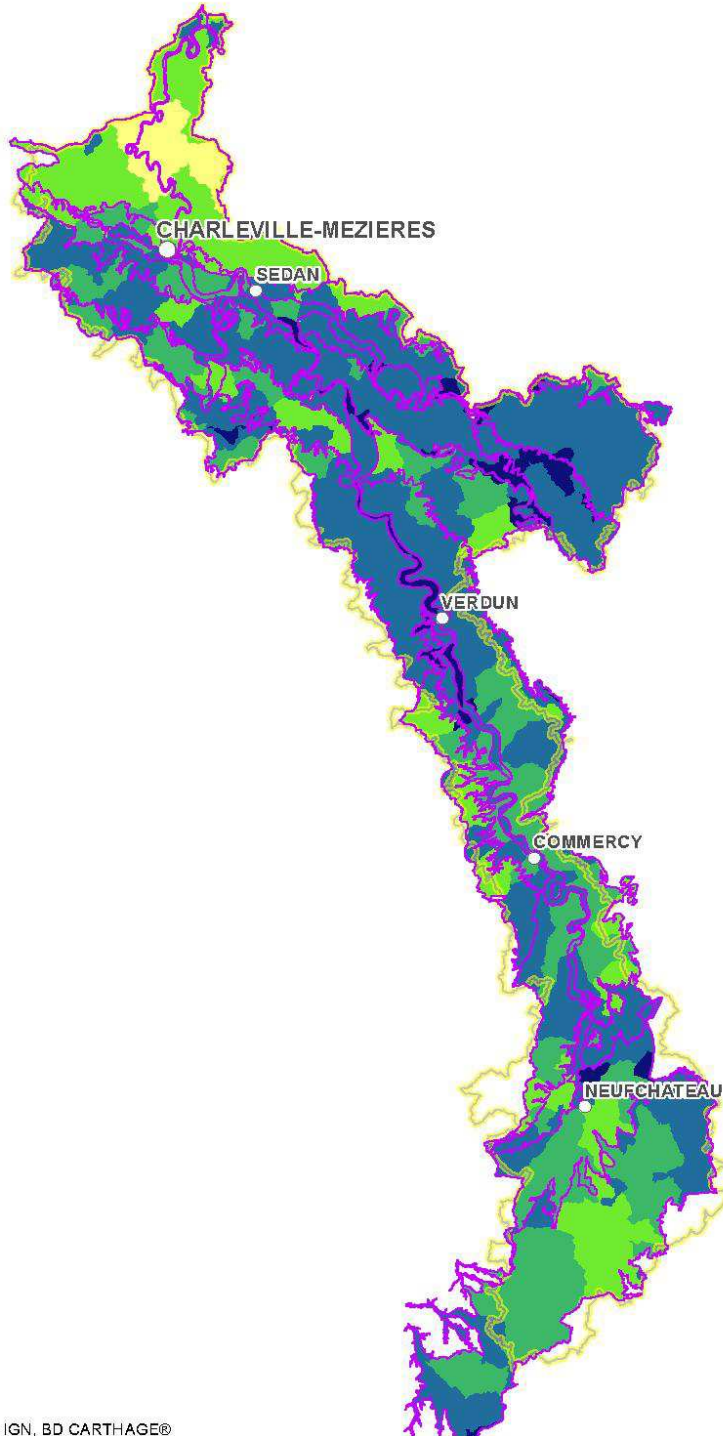 CHARLEVILLE-MEZIERES
SEDAN
VERDUN
COMMERCY
NEUFCHATEAU
IGN, BD CARTHAGE®